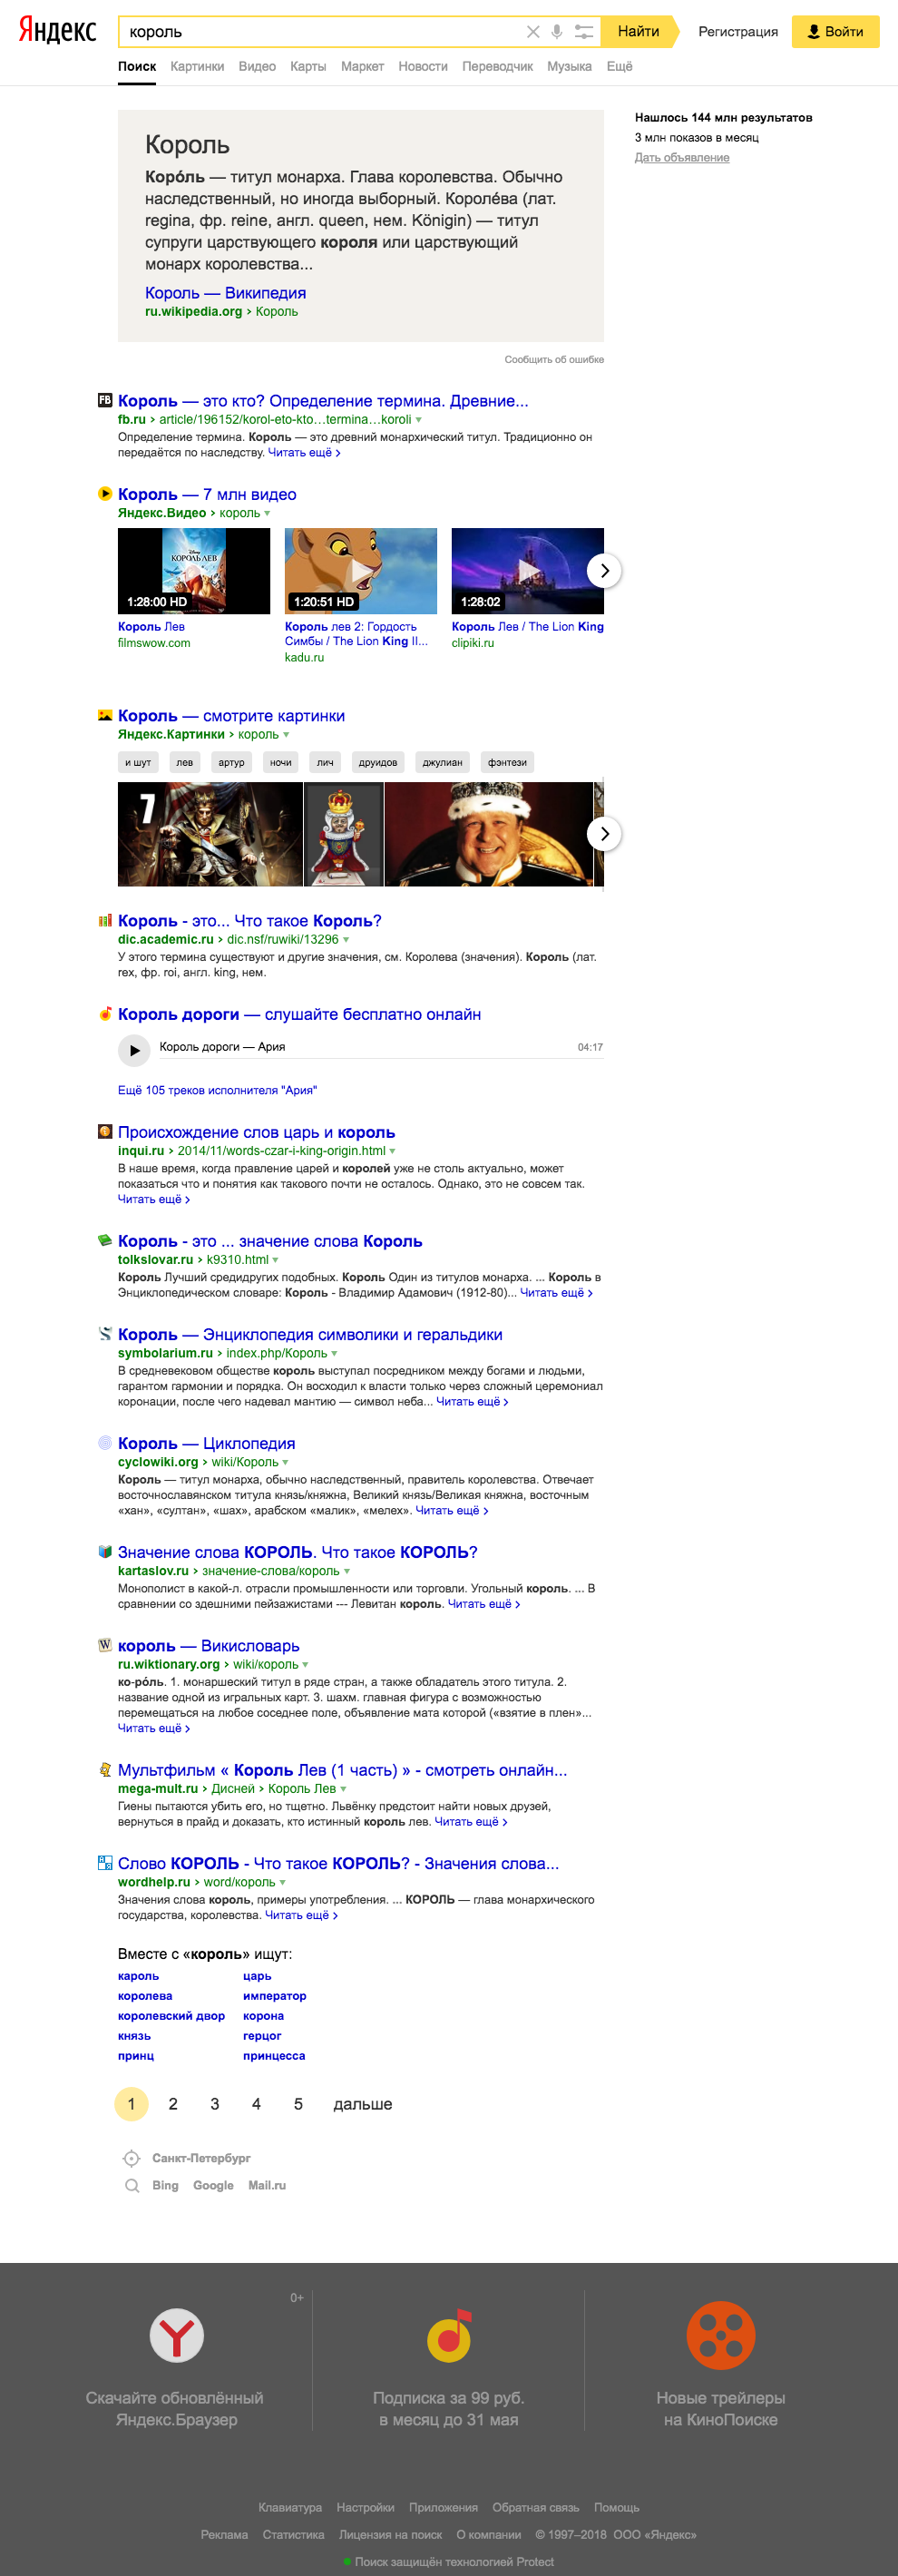 Яндекс
король
Найти
Регистрация
Войти
Поиск Картинки Видео Карты Маркет Новости Переводчик Музыка Ещё
Нашлось 144 млн результатов
3 млн показов в месяц
Дать объявление
Король
Коро́ль — титул монарха. Глава королевства. Обычно
наследственный, но иногда выборный. Короле́ва (лат.
regina, фр. reine, англ. queen, нем. Königin) — титул
супруги царствующего короля или царствующий
монарх королевства...
Король — Википедия
ru.wikipedia.org › Король
Сообщить об ошибке
FB Король — это кто? Определение термина. Древние...
fb.ru › article/196152/korol-eto-kto…termina…koroli
Определение термина. Король — это древний монархический титул. Традиционно он
передаётся по наследству. Читать ещё ›
Король — 7 млн видео
Яндекс.Видео › король
Disney
КОРОЛЬ ЛЕВ
1:28:00 HD
1:20:51 HD
1:28:02
Король Лев
filmswow.com
Король лев 2: Гордость
Симбы / The Lion King II...
kadu.ru
Король Лев / The Lion King
clipiki.ru
Король — смотрите картинки
Яндекс.Картинки › король
и шут лев артур ночи лич друидов джулиан фэнтези
7
Король - это... Что такое Король?
dic.academic.ru › dic.nsf/ruwiki/13296
У этого термина существуют и другие значения, см. Королева (значения). Король (лат.
rex, фр. roi, англ. king, нем.
Король дороги — слушайте бесплатно онлайн
Король дороги — Ария 04:17
Ещё 105 треков исполнителя "Ария"
Происхождение слов царь и король
inqui.ru › 2014/11/words-czar-i-king-origin.html
В наше время, когда правление царей и королей уже не столь актуально, может
показаться что и понятия как такового почти не осталось. Однако, это не совсем так.
Читать ещё ›
Король - это ... значение слова Король
tolkslovar.ru › k9310.html
Король Лучший средидругих подобных. Король Один из титулов монарха. ... Король в
Энциклопедическом словаре: Король - Владимир Адамович (1912-80)... Читать ещё ›
Король — Энциклопедия символики и геральдики
symbolarium.ru › index.php/Король
В средневековом обществе король выступал посредником между богами и людьми,
гарантом гармонии и порядка. Он восходил к власти только через сложный церемониал
коронации, после чего надевал мантию — символ неба... Читать ещё ›
Король — Циклопедия
cyclowiki.org › wiki/Король
Король — титул монарха, обычно наследственный, правитель королевства. Отвечает
восточнославянском титула князь/княжна, Великий князь/Великая княжна, восточным
«хан», «султан», «шах», арабском «малик», «мелех». Читать ещё ›
Значение слова КОРОЛЬ. Что такое КОРОЛЬ?
kartaslov.ru › значение-слова/король
Монополист в какой-л. отрасли промышленности или торговли. Угольный король. ... В
сравнении со здешними пейзажистами --- Левитан король. Читать ещё ›
W король — Викисловарь
ru.wiktionary.org › wiki/король
ко-ро́ль. 1. монаршеский титул в ряде стран, а также обладатель этого титула. 2.
название одной из игральных карт. 3. шахм. главная фигура с возможностью
перемещаться на любое соседнее поле, объявление мата которой («взятие в плен»...
Читать ещё ›
Мультфильм « Король Лев (1 часть) » - смотреть онлайн...
mega-mult.ru › Дисней › Король Лев
Гиены пытаются убить его, но тщетно. Львёнку предстоит найти новых друзей,
вернуться в прайд и доказать, кто истинный король лев. Читать ещё ›
Слово КОРОЛЬ - Что такое КОРОЛЬ? - Значения слова...
wordhelp.ru › word/король
Значения слова король, примеры употребления. ... КОРОЛЬ — глава монархического
государства, королевства. Читать ещё ›
Вместе с «король» ищут:
кароль царь
королева император
королевский двор корона
князь герцог
принц принцесса
1 2 3 4 5 дальше
Санкт-Петербург
Bing Google Mail.ru
0+
Скачайте обновлённый
Яндекс.Браузер
Подписка за 99 руб.
в месяц до 31 мая
Новые трейлеры
на КиноПоиске
Клавиатура Настройки Приложения Обратная связь Помощь
Реклама Статистика Лицензия на поиск О компании © 1997–2018 ООО «Яндекс»
Поиск защищён технологией Protect